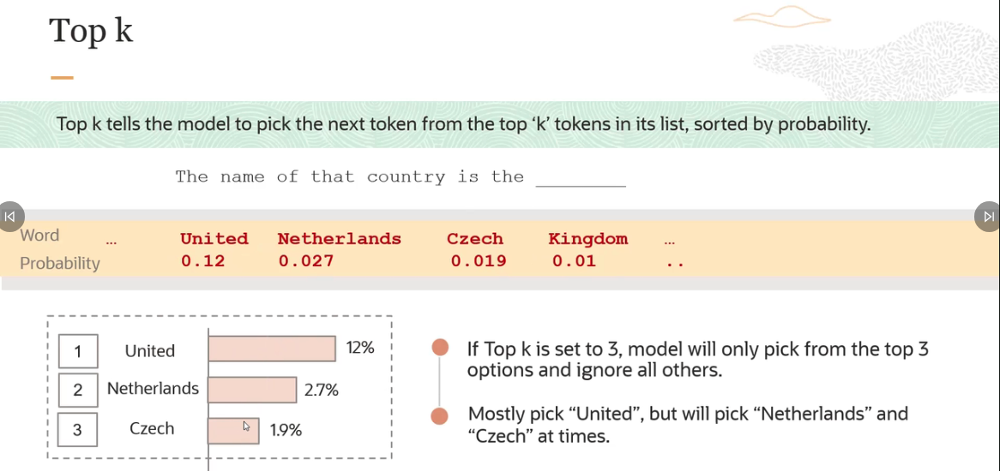 Top k
Top k tells the model to pick the next token from the top ‘k’ tokens in its list, sorted by probability.
The name of that country is the ________
Word ... United Netherlands Czech Kingdom ...
Probability 0.12 0.027 0.019 0.01 ..
1 United 12%
2 Netherlands 2.7%
3 Czech 1.9%
If Top k is set to 3, model will only pick from the top 3
options and ignore all others.
Mostly pick “United”, but will pick “Netherlands” and
“Czech” at times.